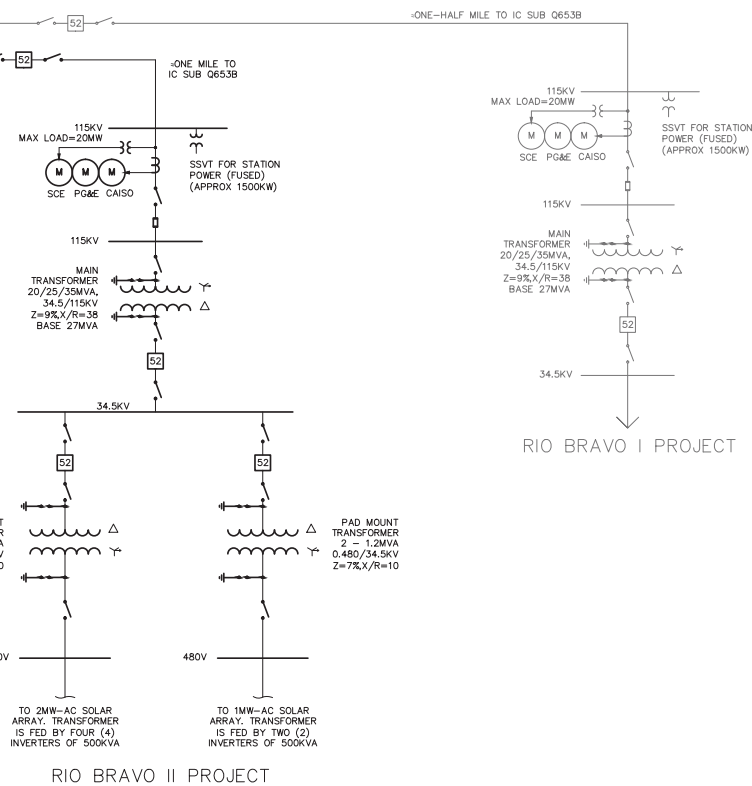 ≈ONE-HALF MILE TO IC SUB Q653B
52
52
≈ONE MILE TO
IC SUB Q653B
115KV
MAX LOAD=20MW
M M M
SCE PG&E CAISO
SSVT FOR STATION
POWER (FUSED)
(APPROX 1500KW)
115KV
MAIN
TRANSFORMER
20/25/35MVA,
34.5/115KV
Z=9%,X/R=38
BASE 27MVA
52
34.5KV
52
52
PAD MOUNT
TRANSFORMER
2 – 1.2MVA
0.480/34.5KV
Z=7%,X/R=10
480V
TO 2MW–AC SOLAR
ARRAY. TRANSFORMER
IS FED BY FOUR (4)
INVERTERS OF 500KVA
TO 1MW–AC SOLAR
ARRAY. TRANSFORMER
IS FED BY TWO (2)
INVERTERS OF 500KVA
RIO BRAVO II PROJECT
115KV
MAX LOAD=20MW
M M M
SCE PG&E CAISO
SSVT FOR STATION
POWER (FUSED)
(APPROX 1500KW)
115KV
MAIN
TRANSFORMER
20/25/35MVA,
34.5/115KV
Z=9%,X/R=38
BASE 27MVA
52
34.5KV
RIO BRAVO I PROJECT